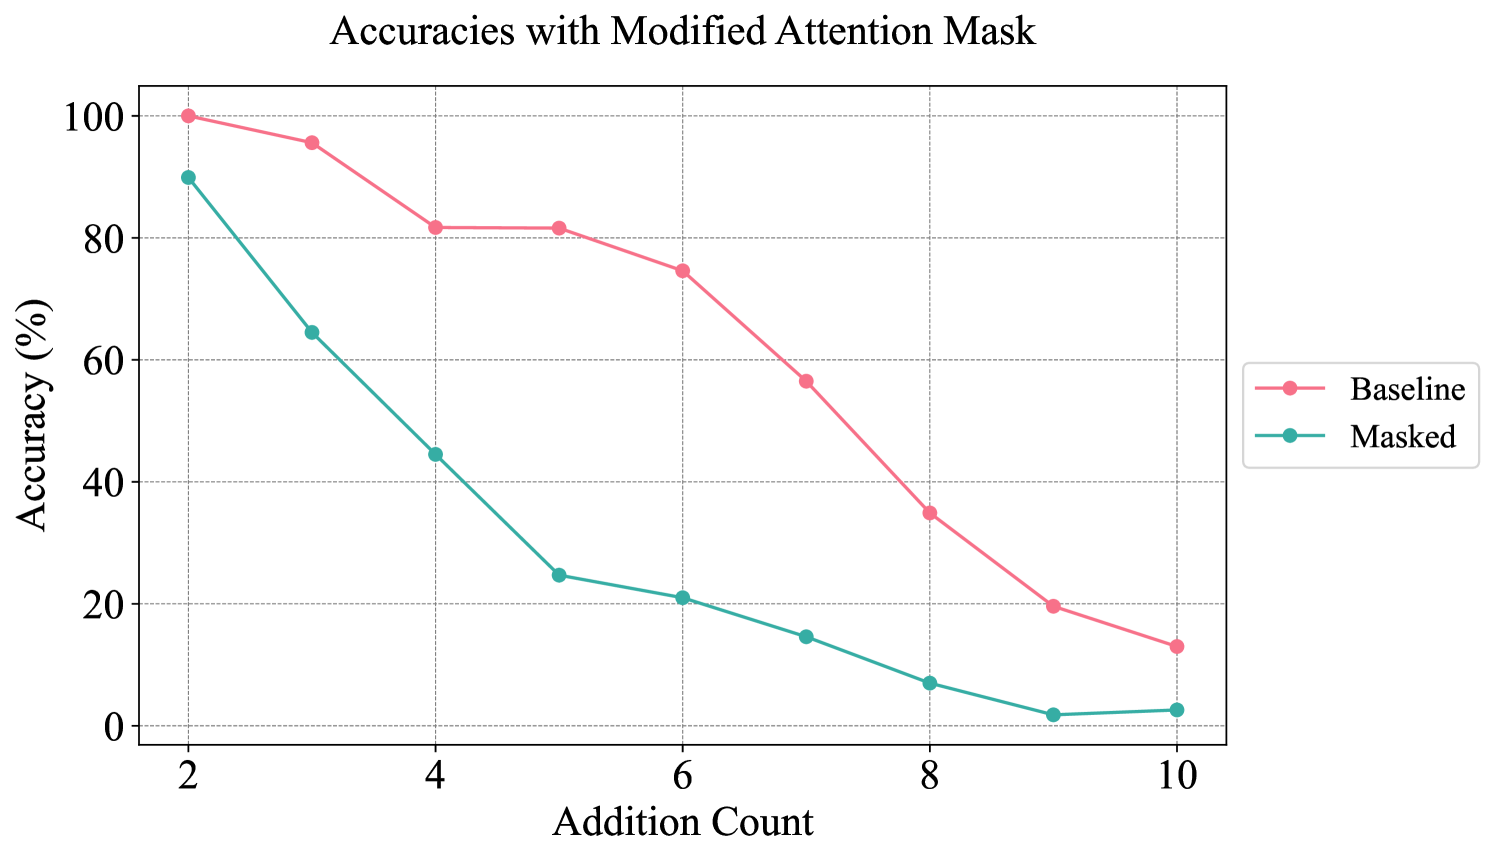 Accuracies with Modified Attention Mask
100
80
60
40
20
0
Accuracy (%)
2 4 6 8 10
Addition Count
Baseline
Masked